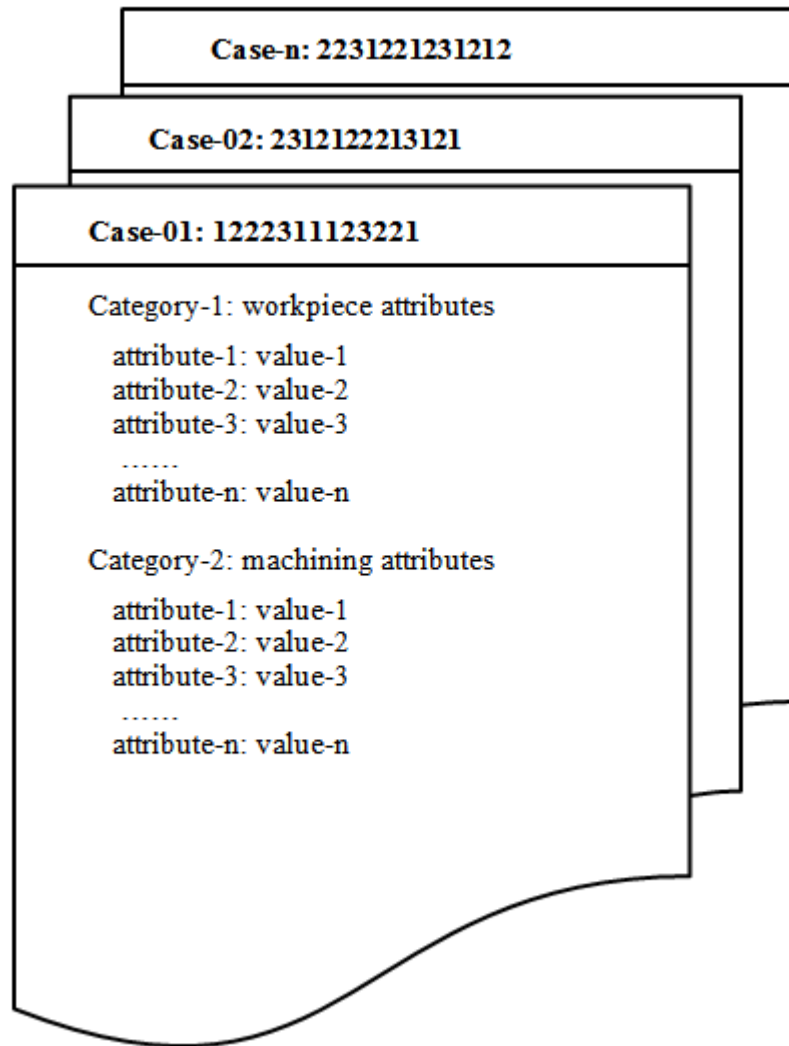 Case-n: 2231221231212
Case-02: 2312122213121
Case-01: 1222311123221
Category-1: workpiece attributes
attribute-1: value-1
attribute-2: value-2
attribute-3: value-3
......
attribute-n: value-n
Category-2: machining attributes
attribute-1: value-1
attribute-2: value-2
attribute-3: value-3
......
attribute-n: value-n